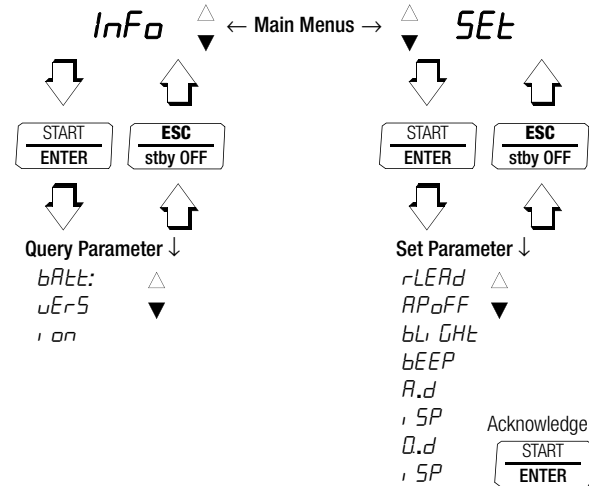 InFo △ ▼ ← Main Menus → △ ▼ SEt
START
ENTER
ESC
stby OFF
START
ENTER
ESC
stby OFF
Query Parameter ↓
bAtt: △
vErS ▼
ion
Set Parameter ↓
rLEAd △
APoFF ▼
bLiGHt
bEEP
A.d
iSP
0.d
iSP
Acknowledge
START
ENTER